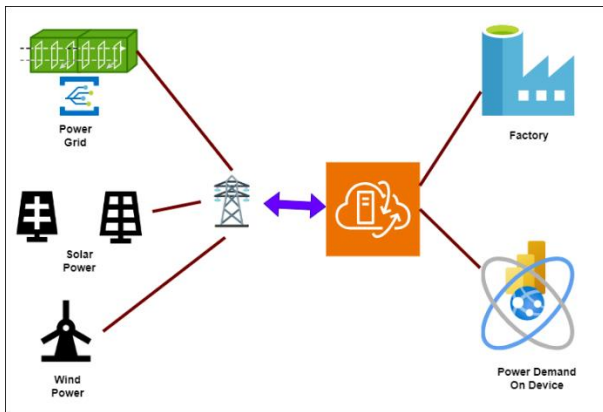 Power
Grid
Factory
Solar
Power
Wind
Power
Power Demand
On Device